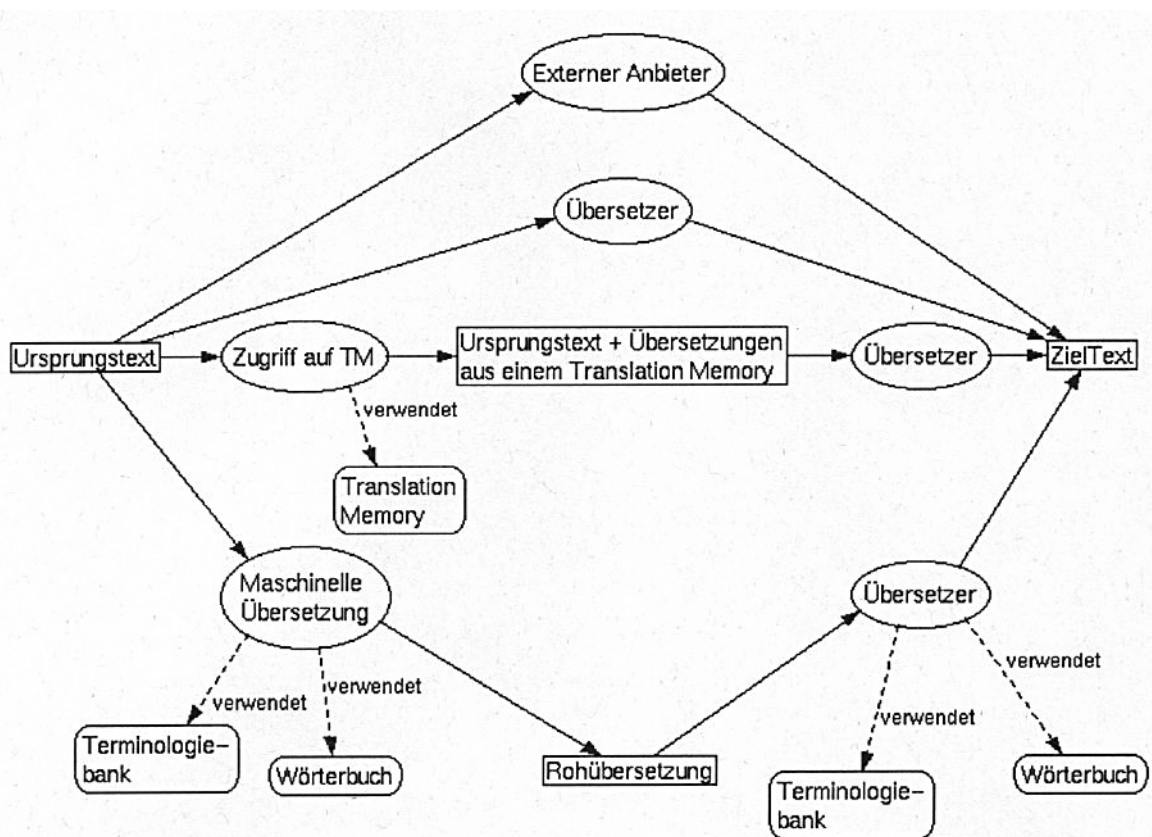 Externer Anbieter
Übersetzer
Ursprungstext
Zugriff auf TM
Ursprungstext + Übersetzungen
aus einem Translation Memory
Übersetzer
ZielText
verwendet
Translation
Memory
Maschinelle
Übersetzung
Übersetzer
verwendet
verwendet
verwendet
verwendet
Terminologie-
bank
Wörterbuch
Rohübersetzung
Terminologie-
bank
Wörterbuch